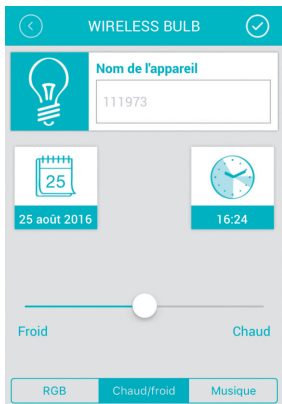 WIRELESS BULB
Nom de l'appareil
111973
25
25 août 2016
16:24
Froid
Chaud
RGB
Chaud/froid
Musique